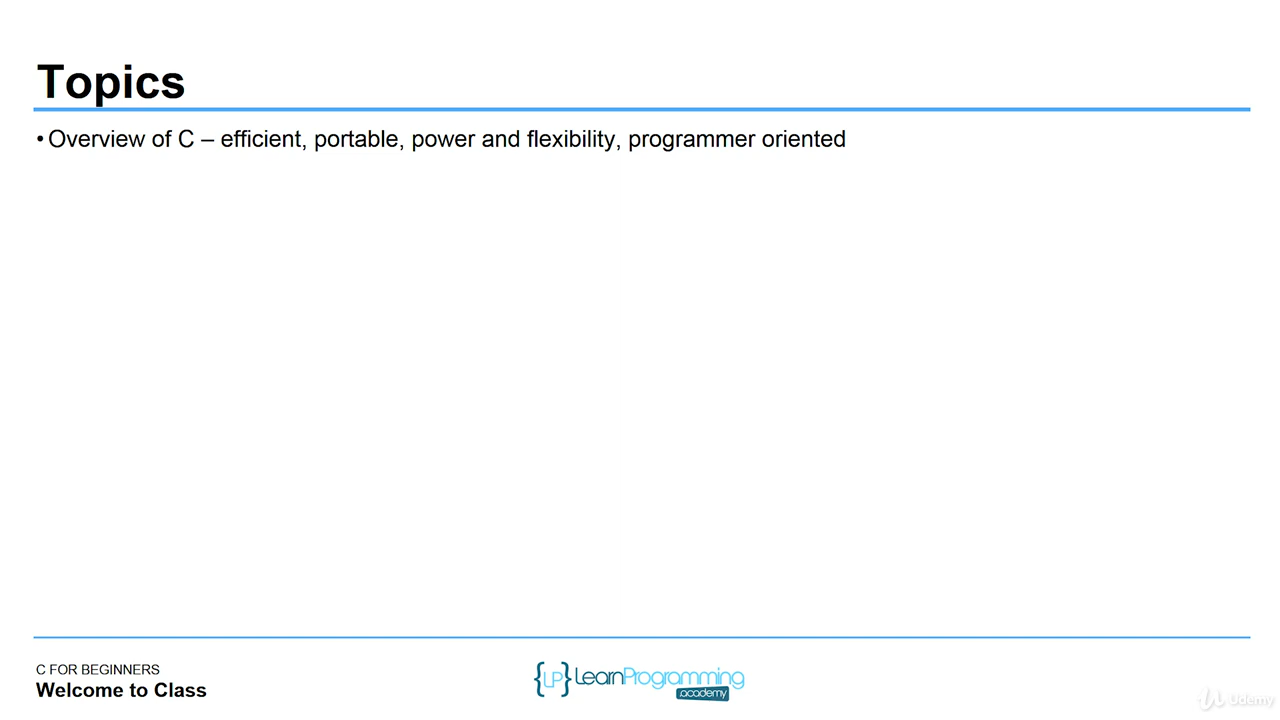 Topics
• Overview of C – efficient, portable, power and flexibility, programmer oriented
C FOR BEGINNERS
Welcome to Class
{LP} LearnProgramming
.academy
Udemy